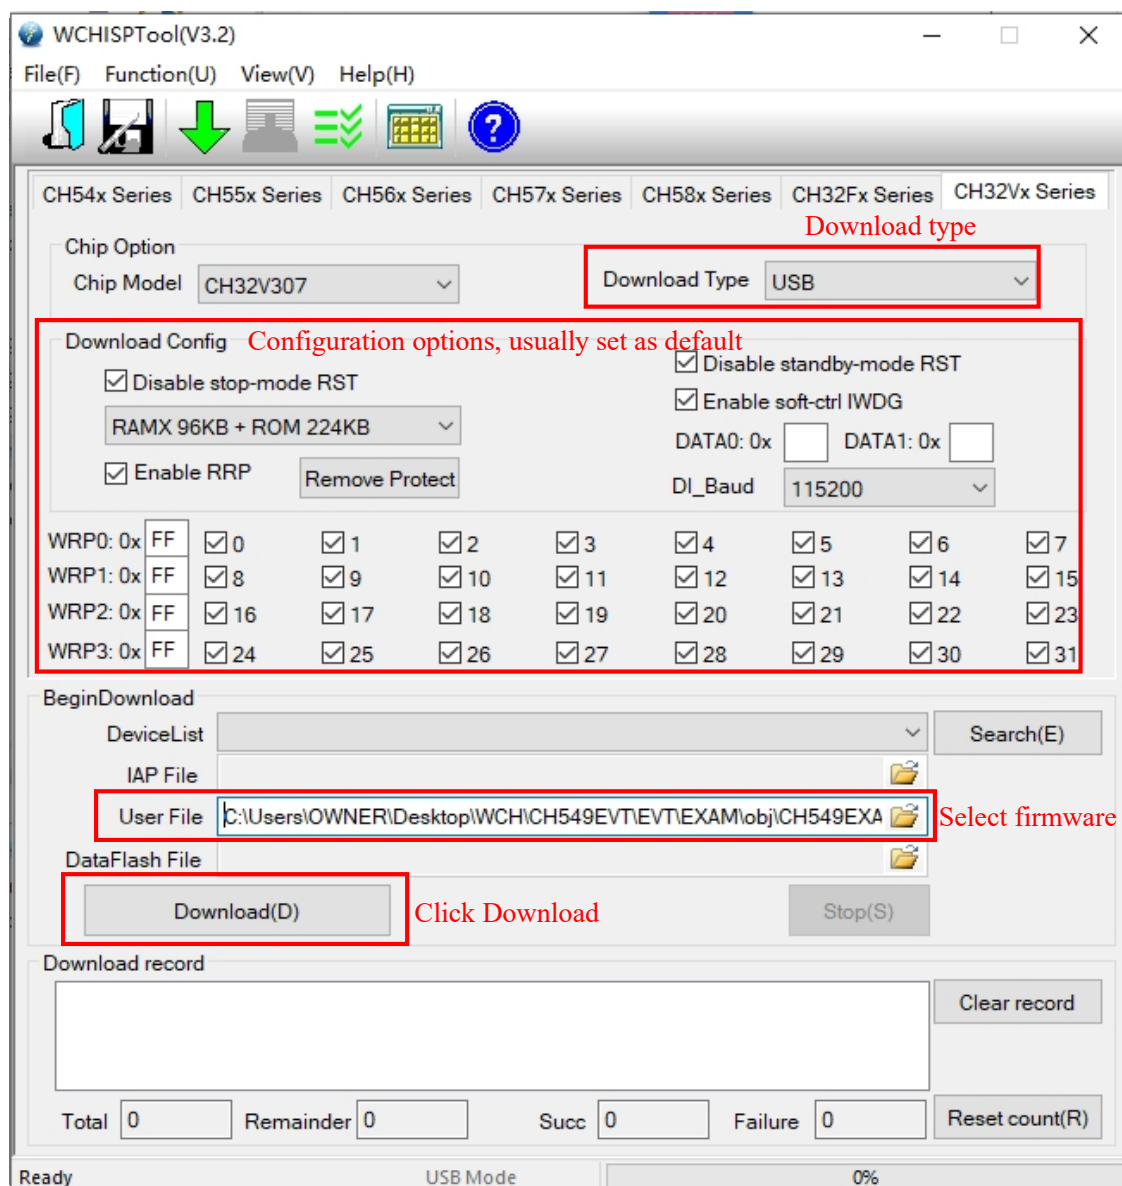 WCHISPTool(V3.2)
File(F) Function(U) View(V) Help(H)
CH54x Series CH55x Series CH56x Series CH57x Series CH58x Series CH32Fx Series CH32Vx Series
Download type
Chip Option
Chip Model CH32V307 Download Type USB
Download Config Configuration options, usually set as default
Disable standby-mode RST
Disable stop-mode RST
Enable soft-ctrl IWDG
RAMX 96KB + ROM 224KB
DATA0: 0x DATA1: 0x
Enable RRP Remove Protect
DI_Baud 115200
WRP0: 0x FF 0 1 2 3 4 5 6 7
WRP1: 0x FF 8 9 10 11 12 13 14 15
WRP2: 0x FF 16 17 18 19 20 21 22 23
WRP3: 0x FF 24 25 26 27 28 29 30 31
BeginDownload
DeviceList Search(E)
IAP File
User File C:\Users\OWNER\Desktop\WCH\CH549EVT\EVT\EXAM\obj\CH549EXA Select firmware
DataFlash File
Download(D) Click Download Stop(S)
Download record
Clear record
Total 0 Remainder 0 Succ 0 Failure 0 Reset count(R)
Ready USB Mode 0%